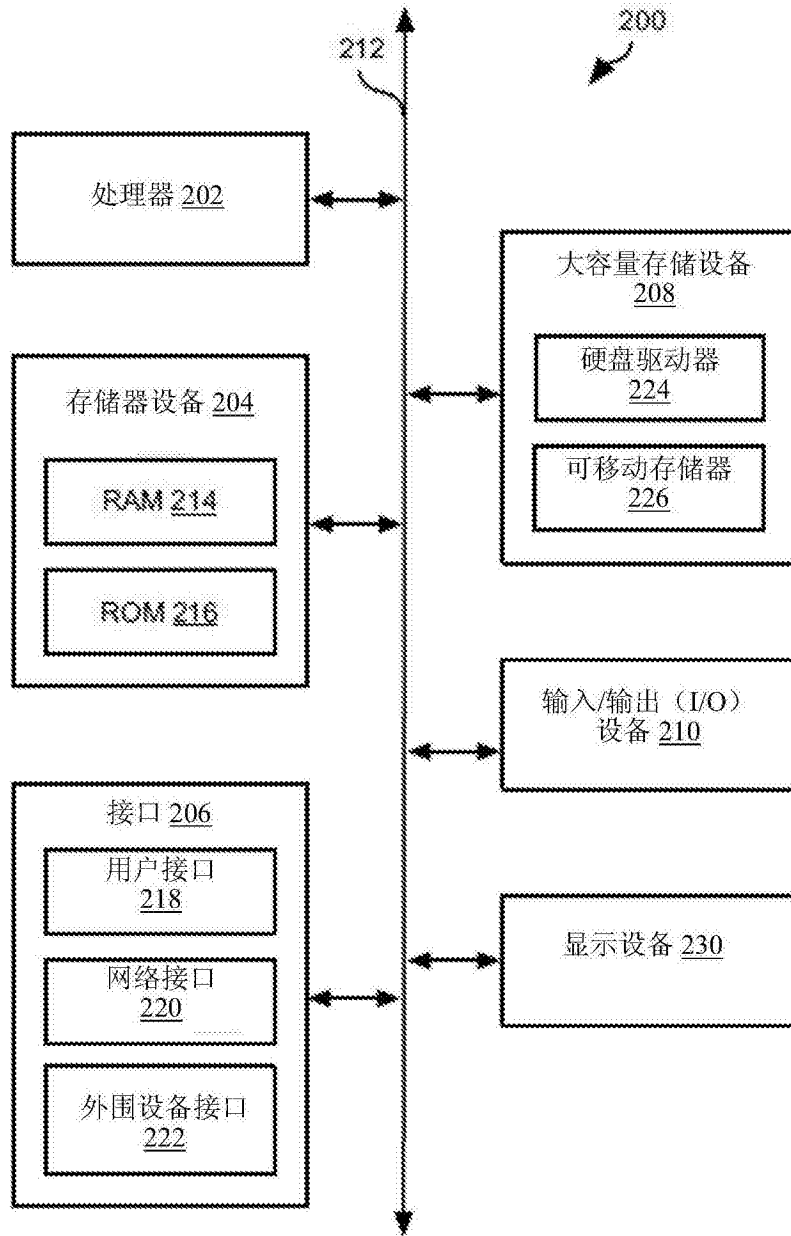 212
200
处理器 202
存储器设备 204
RAM 214
ROM 216
接口 206
用户接口
218
网络接口
220
外围设备接口
222
大容量存储设备
208
硬盘驱动器
224
可移动存储器
226
输入/输出（I/O）
设备 210
显示设备 230